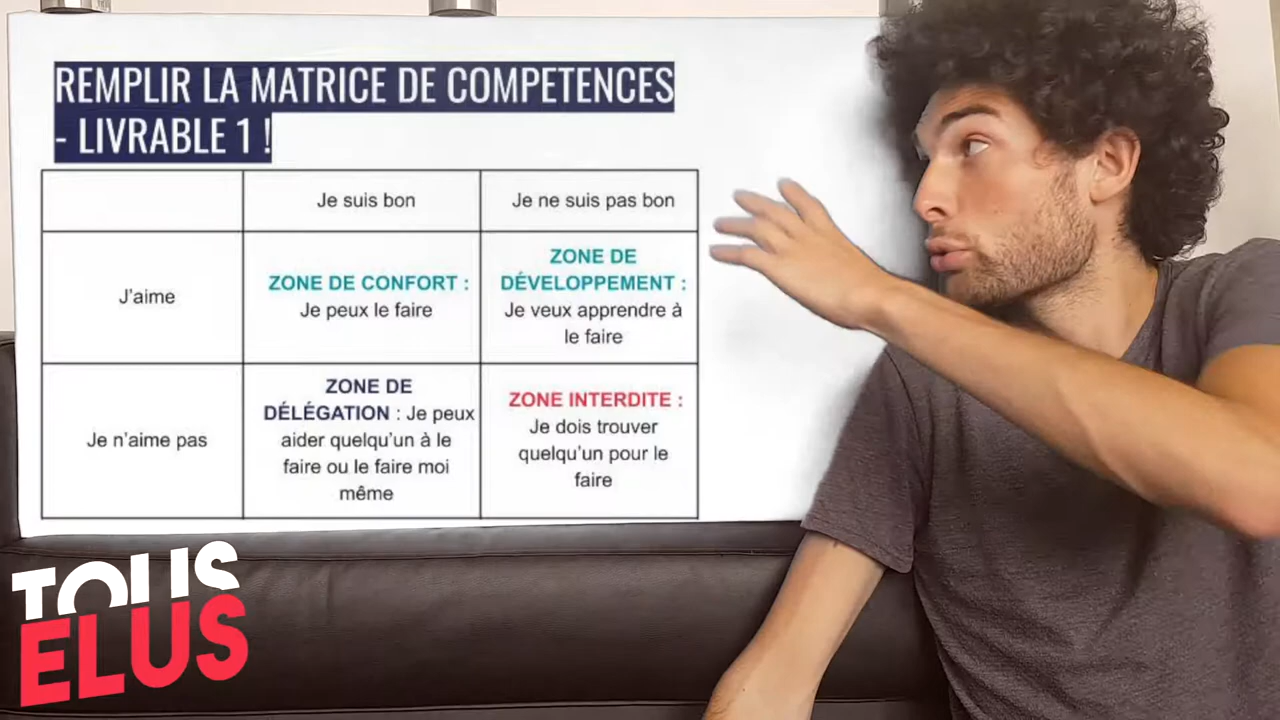 REMPLIR LA MATRICE DE COMPETENCES
- LIVRABLE 1 !
Je suis bon
Je ne suis pas bon
J'aime
ZONE DE CONFORT :
Je peux le faire
ZONE DE
DÉVELOPPEMENT :
Je veux apprendre à
le faire
Je n'aime pas
ZONE DE
DÉLÉGATION : Je peux
aider quelqu'un à le
faire ou le faire moi
même
ZONE INTERDITE :
Je dois trouver
quelqu'un pour le
faire
TOUS
ELUS